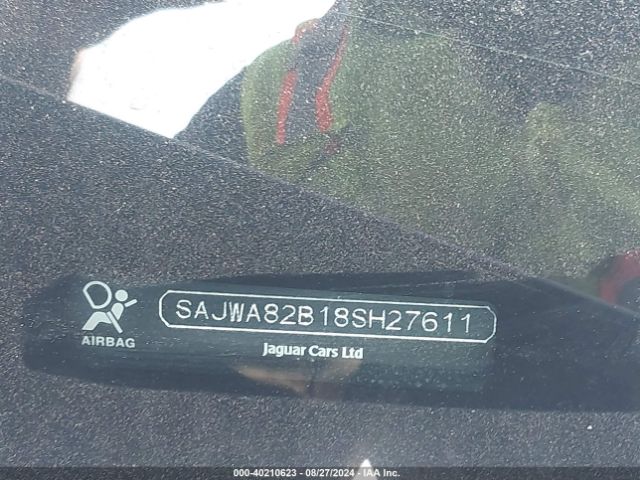 SAJWA82B18SH27611
AIRBAG
Jaguar Cars Ltd
000-40210623 - 08/27/2024 - IAA Inc.